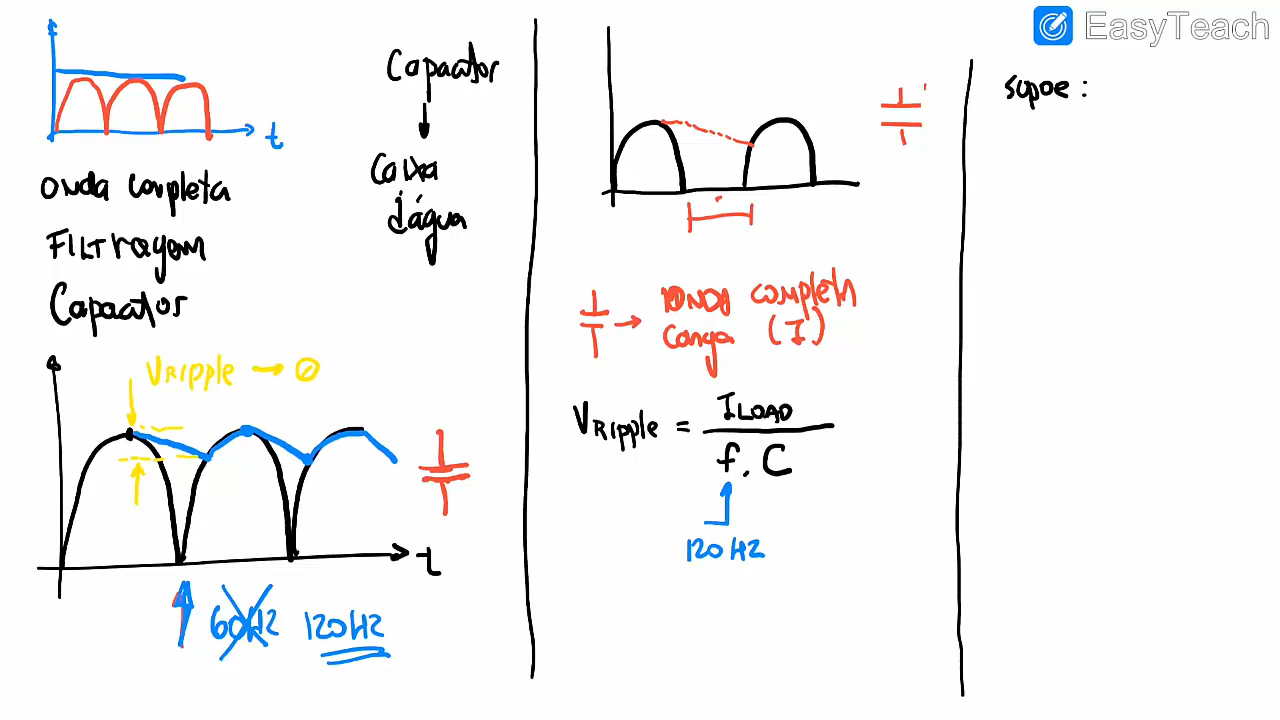 EasyTeach
t
onda completa
Filtragem
Capacitor
Capacitor
Caixa
d'água
VRipple → 0
t
60Hz 120Hz
onda completa
Carga (I)
VRipple = ILOAD
f. C
120Hz
supoe :